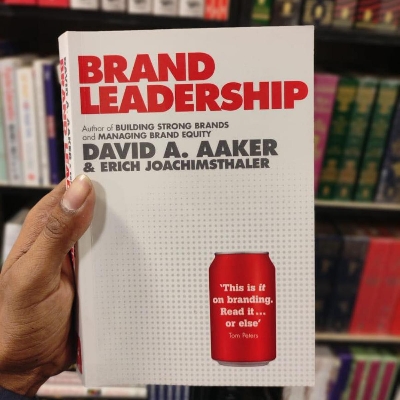 BRAND
LEADERSHIP
Author of BUILDING STRONG BRANDS
and MANAGING BRAND EQUITY
DAVID A. AAKER
& ERICH JOACHIMSTHALER
‘This is it
on branding.
Read it...
or else’
Tom Peters